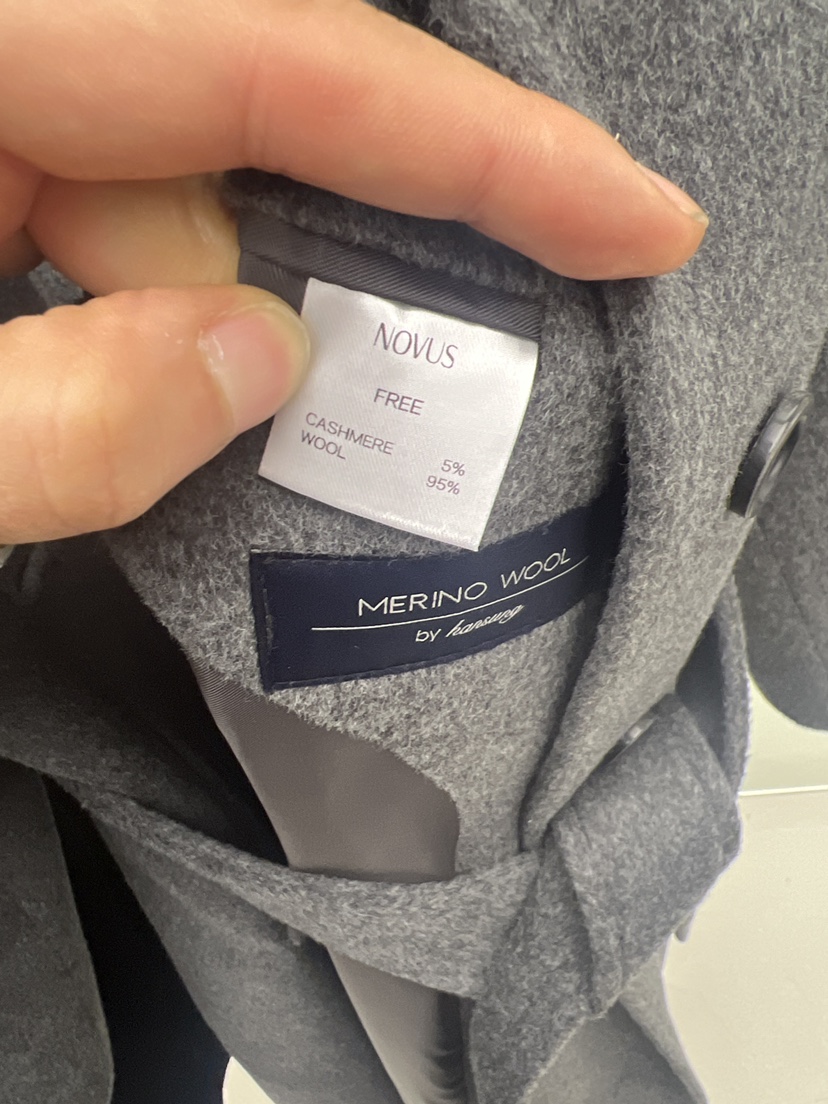 NOVUS
FREE
CASHMERE 5%
WOOL 95%
MERINO WOOL
by hansung